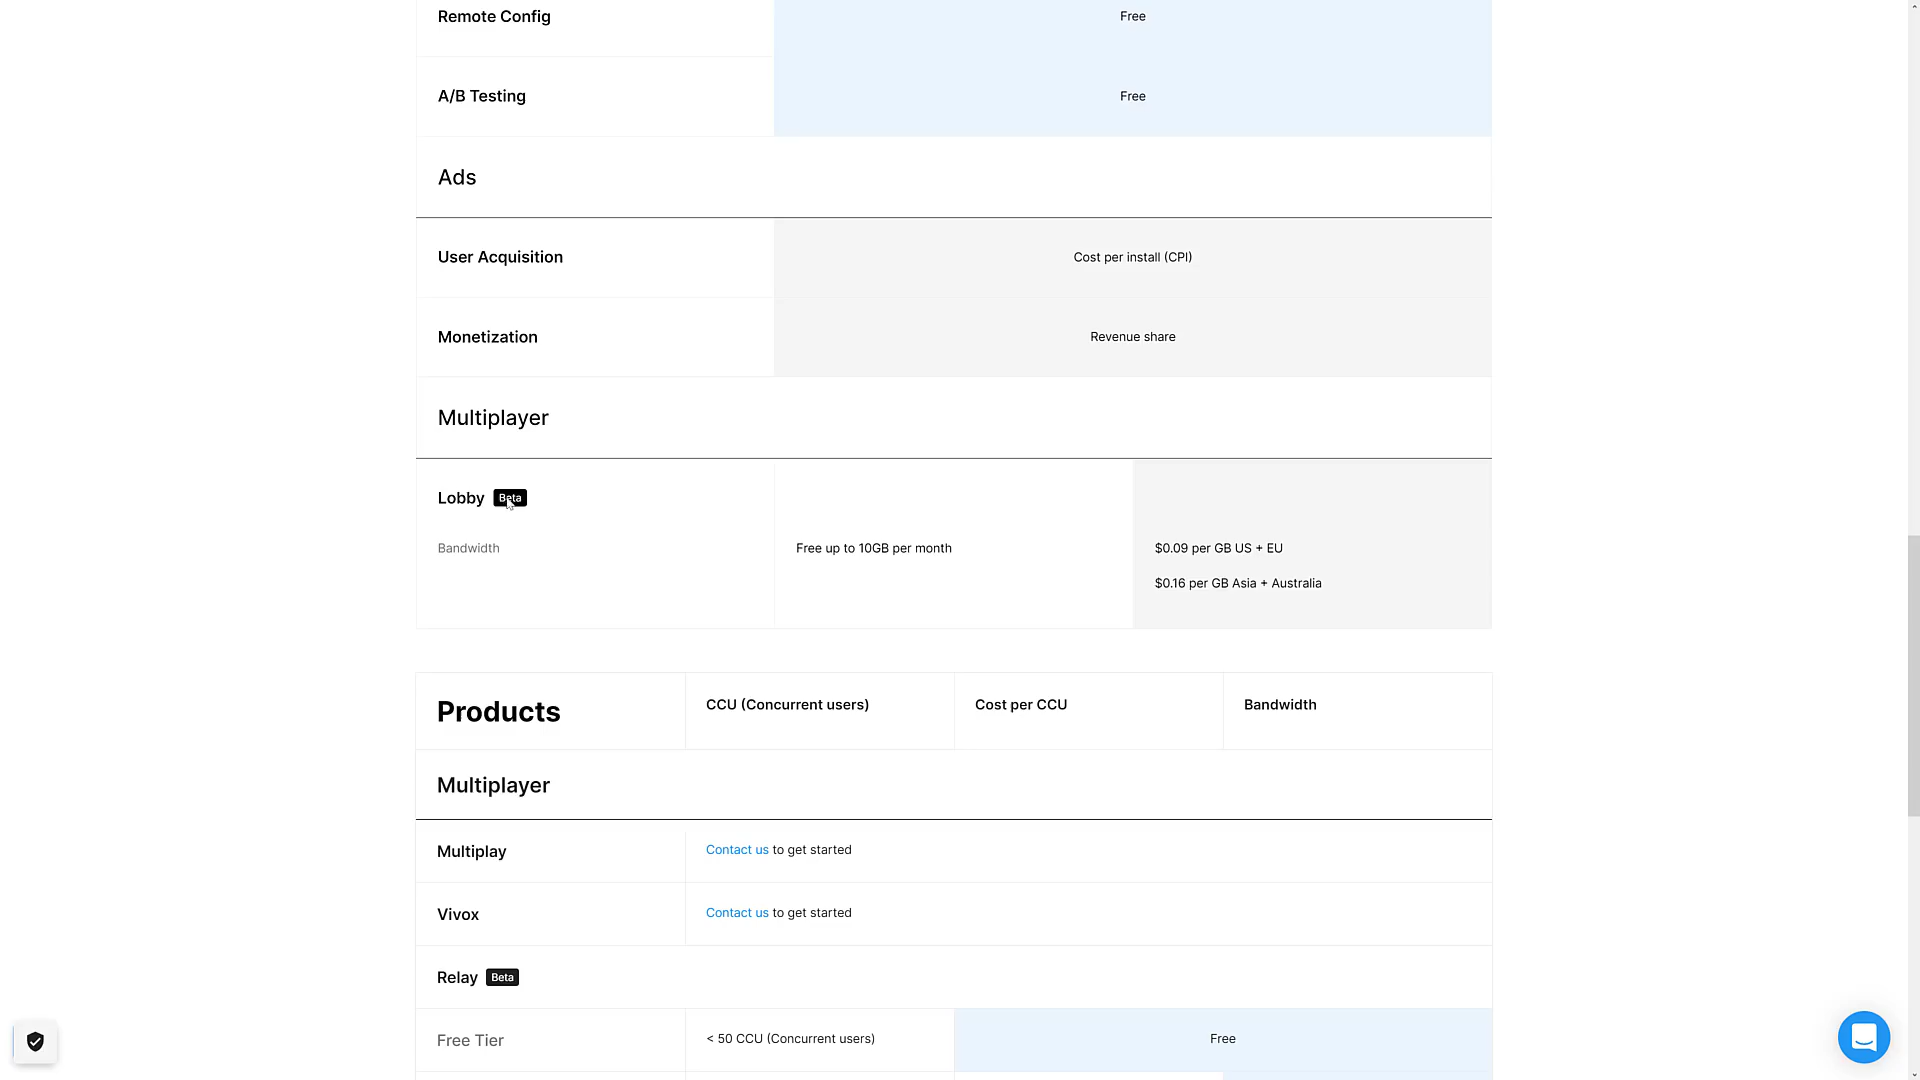 Remote Config
Free
A/B Testing
Free
Ads
User Acquisition
Cost per install (CPI)
Monetization
Revenue share
Multiplayer
Lobby Beta
Bandwidth
Free up to 10GB per month
$0.09 per GB US + EU
$0.16 per GB Asia + Australia
Products
CCU (Concurrent users)
Cost per CCU
Bandwidth
Multiplayer
Multiplay
Contact us to get started
Vivox
Contact us to get started
Relay Beta
Free Tier
< 50 CCU (Concurrent users)
Free